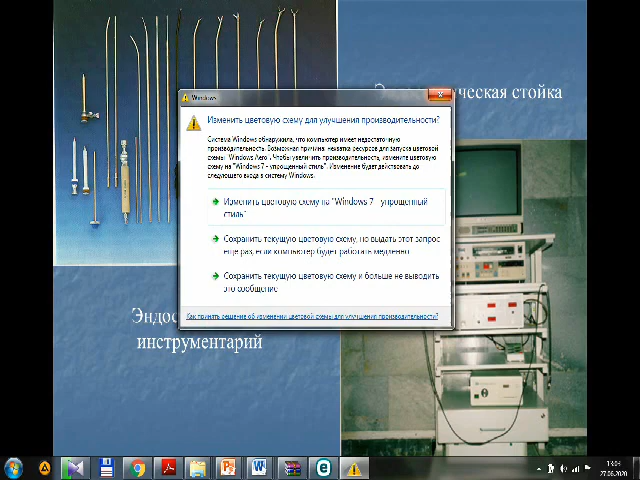 ческая стойка
Windows
Изменить цветовую схему для улучшения производительности?
Система Windows обнаружила, что компьютер имеет недостаточную
производительность. Возможная причина: нехватка ресурсов для запуска цветовой
схемы Windows Aero. Чтобы увеличить производительность, измените цветовую
схему на "Windows 7 - упрощенный стиль". Изменение будет действовать до
следующего входа в систему Windows.
Изменить цветовую схему на "Windows 7 - упрощенный
стиль"
Сохранить текущую цветовую схему, но выдать этот запрос
еще раз, если компьютер будет работать медленно
Сохранить текущую цветовую схему и больше не выводить
это сообщение
Как принять решение об изменении цветовой схемы для улучшения производительности?
Эндос
инструментарий
27.06.2020